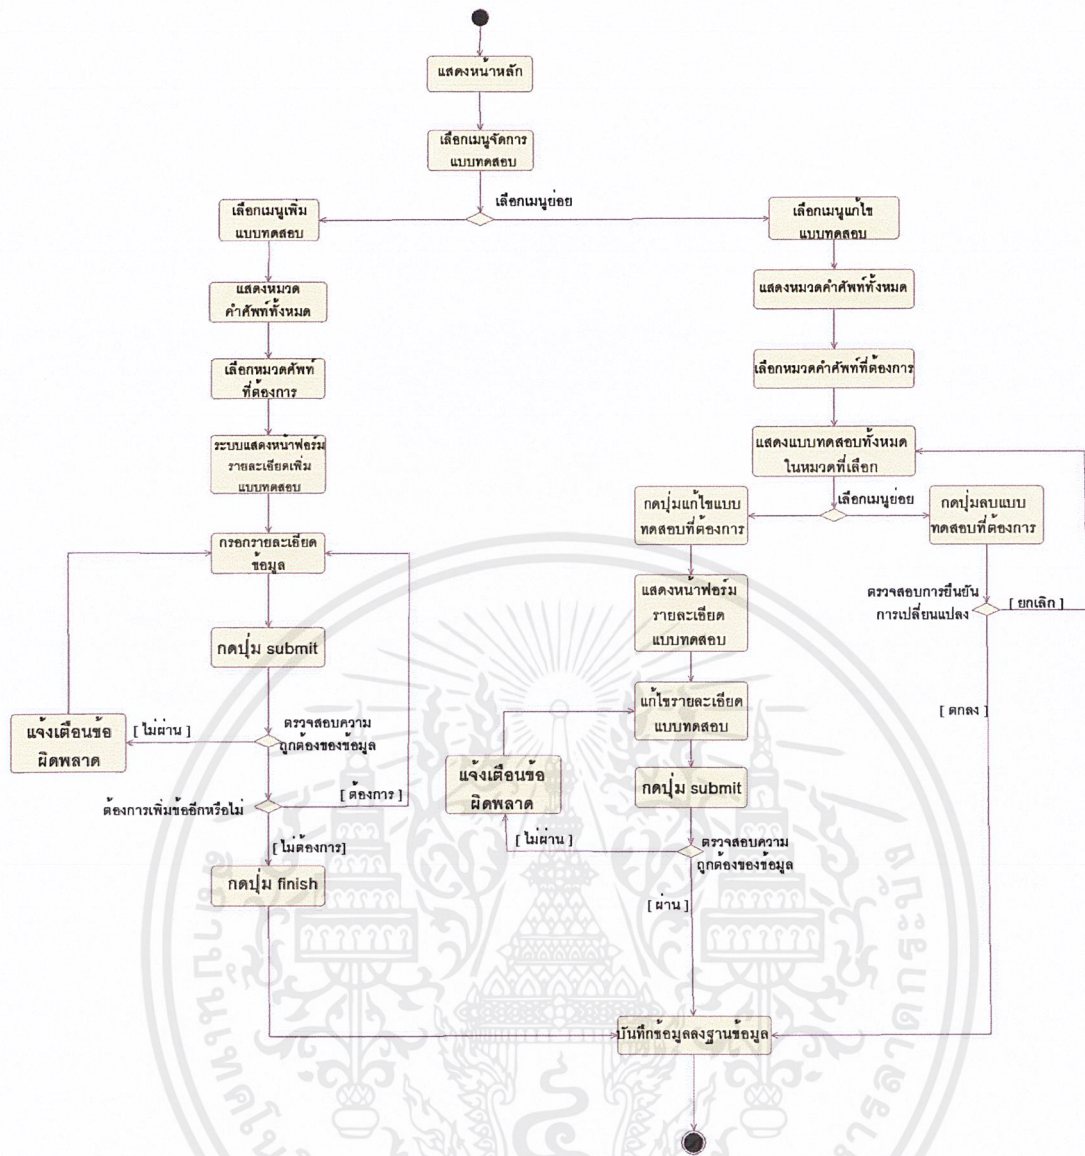 แสดงหน้าหลัก
เลือกเมนูจัดการ
แบบทดสอบ
เลือกเมนูย่อย
เลือกเมนูเพิ่ม
แบบทดสอบ
แสดงหมวด
คำศัพท์ทั้งหมด
เลือกหมวดศัพท์
ที่ต้องการ
ระบบแสดงหน้าฟอร์ม
รายละเอียดเพิ่ม
แบบทดสอบ
กรอกรายละเอียด
ข้อมูล
กดปุ่ม submit
ตรวจสอบความ
ถูกต้องของข้อมูล
[ ไม่ผ่าน ]
แจ้งเตือนข้อ
ผิดพลาด
ต้องการเพิ่มข้ออีกหรือไม่
[ ต้องการ ]
[ ไม่ต้องการ]
กดปุ่ม finish
เลือกเมนูแก้ไข
แบบทดสอบ
แสดงหมวดคำศัพท์ทั้งหมด
เลือกหมวดคำศัพท์ที่ต้องการ
แสดงแบบทดสอบทั้งหมด
ในหมวดที่เลือก
เลือกเมนูย่อย
กดปุ่มแก้ไขแบบ
ทดสอบที่ต้องการ
แสดงหน้าฟอร์ม
รายละเอียด
แบบทดสอบ
แก้ไขรายละเอียด
แบบทดสอบ
กดปุ่ม submit
ตรวจสอบความ
ถูกต้องของข้อมูล
[ ไม่ผ่าน ]
แจ้งเตือนข้อ
ผิดพลาด
[ ผ่าน ]
กดปุ่มลบแบบ
ทดสอบที่ต้องการ
ตรวจสอบการยืนยัน
การเปลี่ยนแปลง
[ ยกเลิก ]
[ ตกลง ]
บันทึกข้อมูลลงฐานข้อมูล